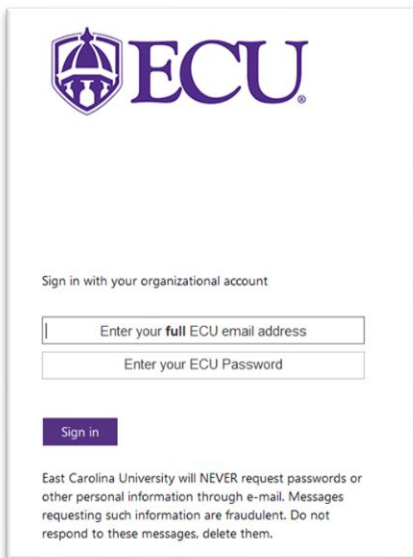 ECU®
Sign in with your organizational account
Enter your full ECU email address
Enter your ECU Password
Sign in
East Carolina University will NEVER request passwords or
other personal information through e-mail. Messages
requesting such information are fraudulent. Do not
respond to these messages. delete them.